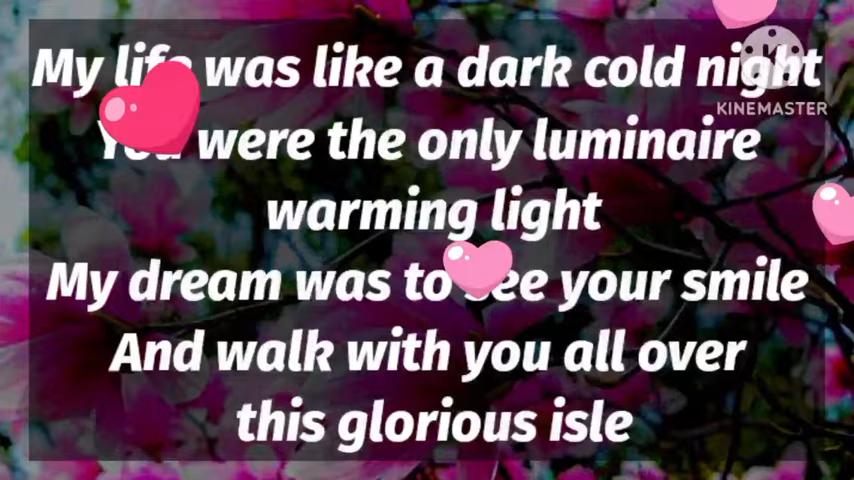 My life was like a dark cold night
KINEMASTER
You were the only luminaire
warming light
My dream was to see your smile
And walk with you all over
this glorious isle